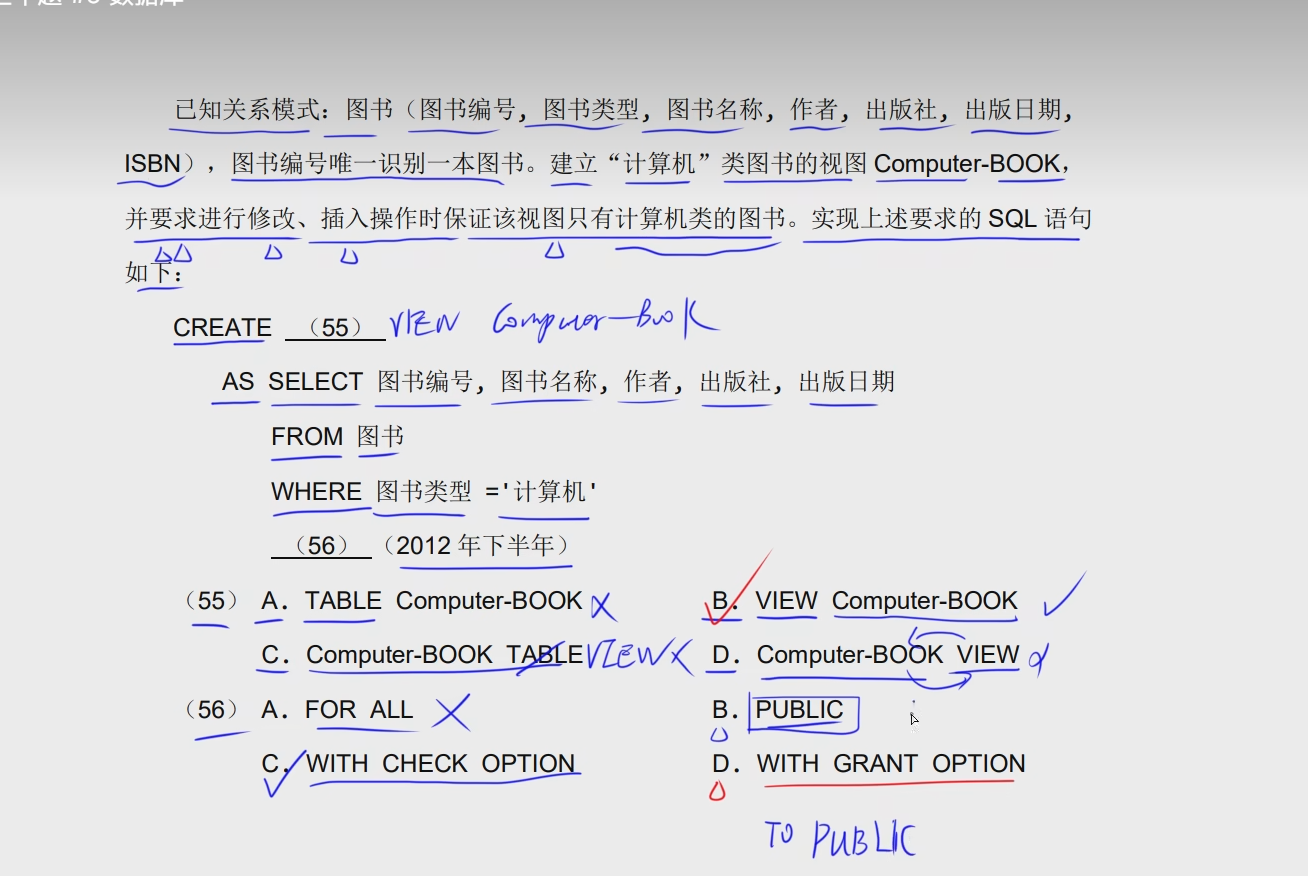 #5 数据库
已知关系模式：图书（图书编号, 图书类型, 图书名称, 作者, 出版社, 出版日期,
ISBN），图书编号唯一识别一本图书。建立“计算机”类图书的视图 Computer-BOOK,
并要求进行修改、插入操作时保证该视图只有计算机类的图书。实现上述要求的 SQL 语句
如下：
CREATE （55） VIEW Computer-BooK
AS SELECT 图书编号, 图书名称, 作者, 出版社, 出版日期
FROM 图书
WHERE 图书类型 ='计算机'
（56）（2012 年下半年）
（55） A. TABLE Computer-BOOK B. VIEW Computer-BOOK
C. Computer-BOOK TABLE VIEW D. Computer-BOOK VIEW
（56） A. FOR ALL B. PUBLIC
C. WITH CHECK OPTION D. WITH GRANT OPTION
TO PUBLIC